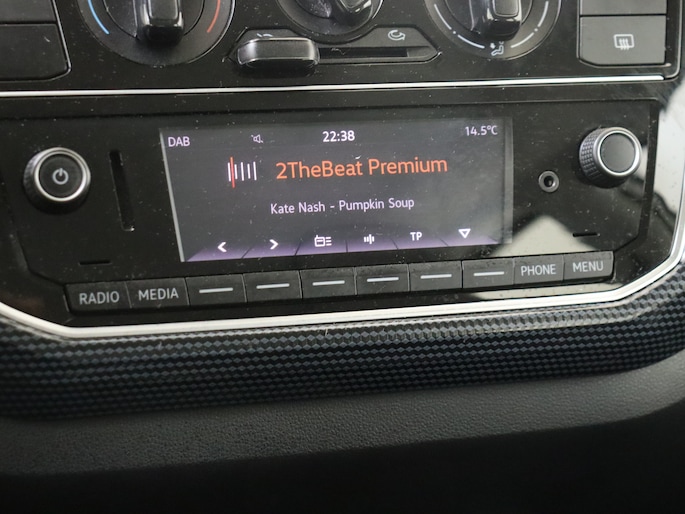 DAB 22:38 14.5°C
2TheBeat Premium
Kate Nash - Pumpkin Soup
TP
RADIO MEDIA PHONE MENU